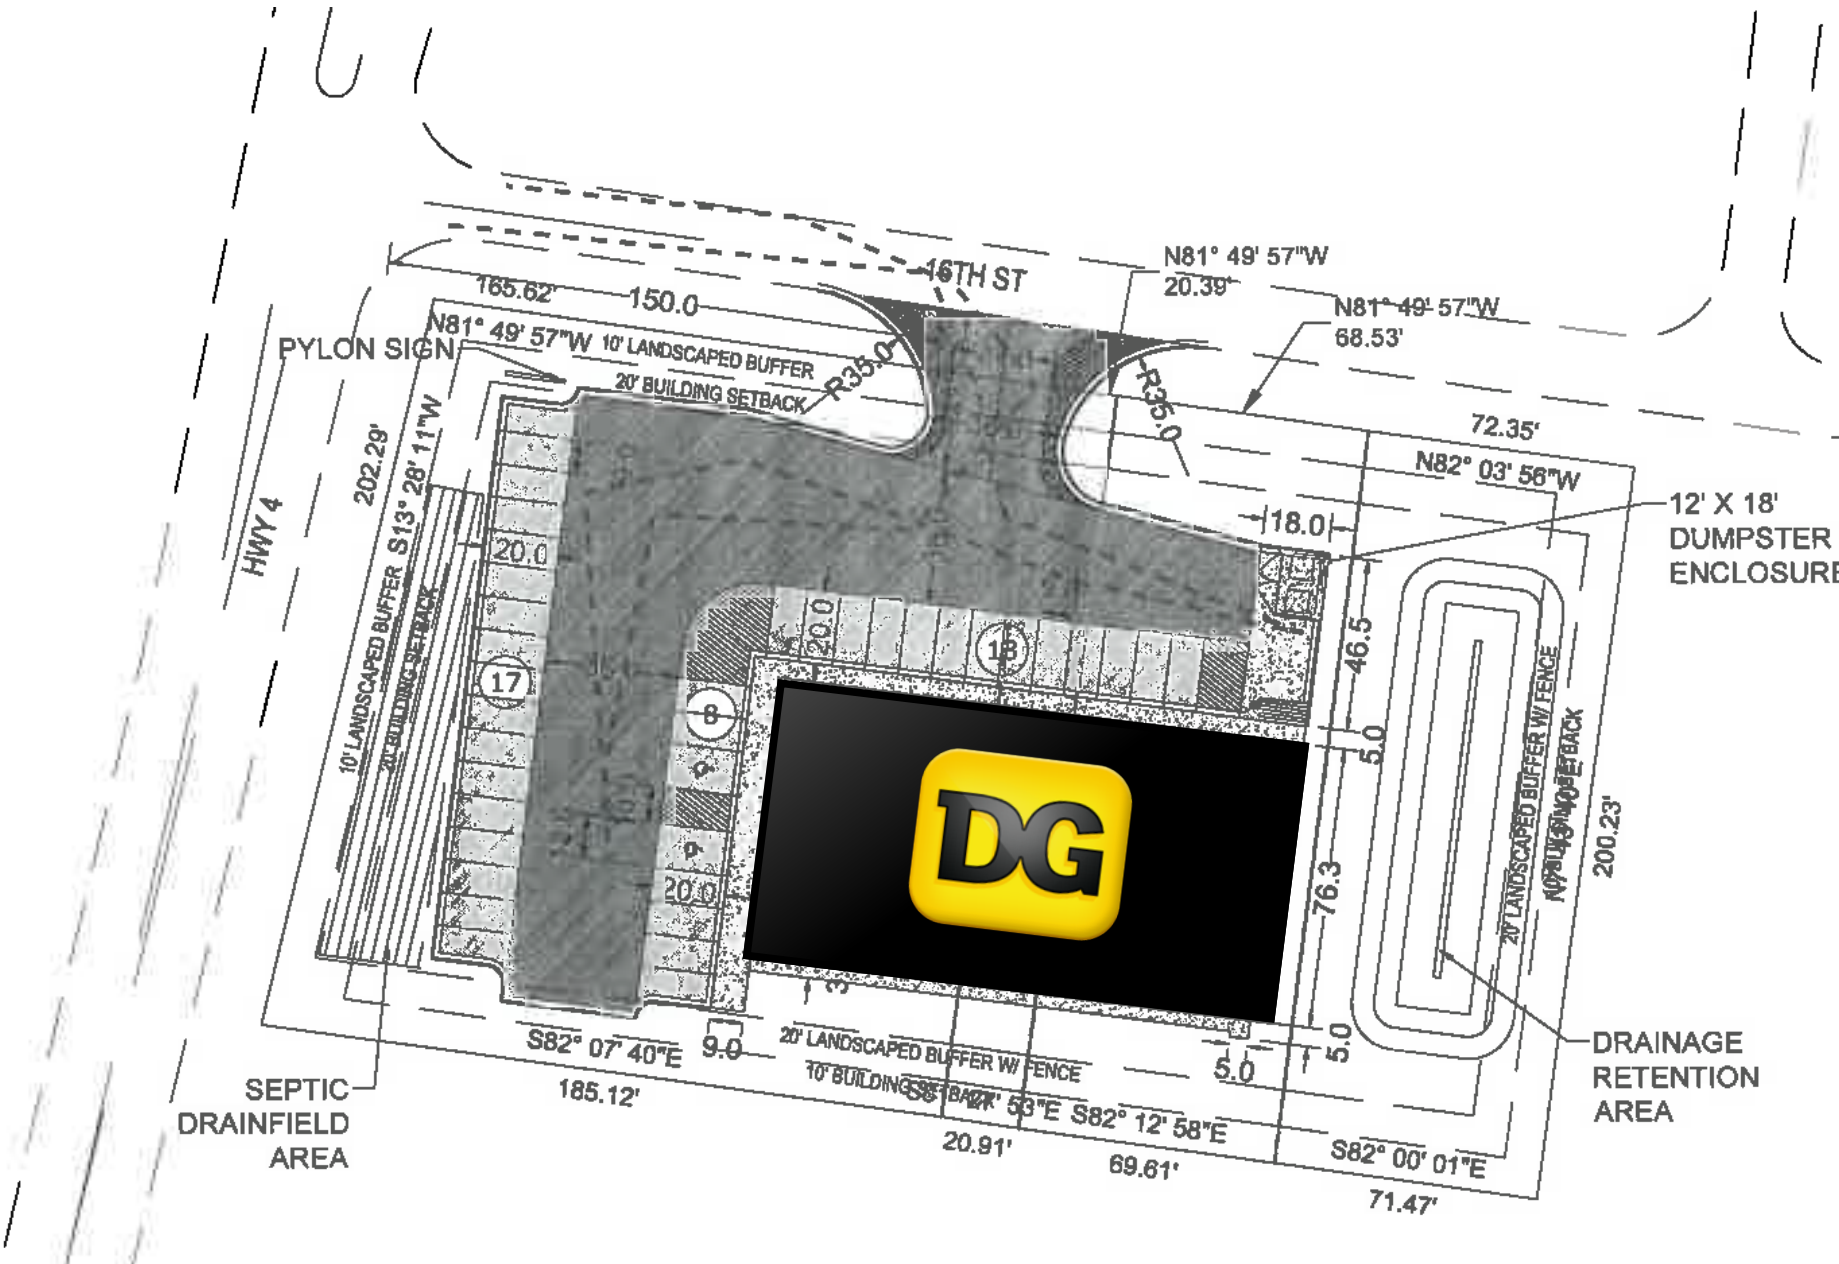 16TH ST
N81° 49' 57"W
20.39'
N81° 49' 57"W
68.53'
165.62'
150.0
N81° 49' 57"W
10' LANDSCAPED BUFFER
20' BUILDING SETBACK
PYLON SIGN
R35.0
R35.0
72.35'
N82° 03' 56"W
12' X 18'
DUMPSTER
ENCLOSURE
18.0
HWY 4
202.29'
S13° 28' 11"W
10' LANDSCAPED BUFFER
20' BUILDING SETBACK
20.0
17
20.0
13
8
20.0
46.5
5.0
76.3
5.0
DG
20' LANDSCAPED BUFFER W/ FENCE
200.23'
DRAINAGE
RETENTION
AREA
SEPTIC
DRAINFIELD
AREA
S82° 07' 40"E
185.12'
9.0
3
20' LANDSCAPED BUFFER W/ FENCE
10' BUILDING SETBACK
5.0
53"E
S82° 12' 58"E
20.91'
69.61'
S82° 00' 01"E
71.47'